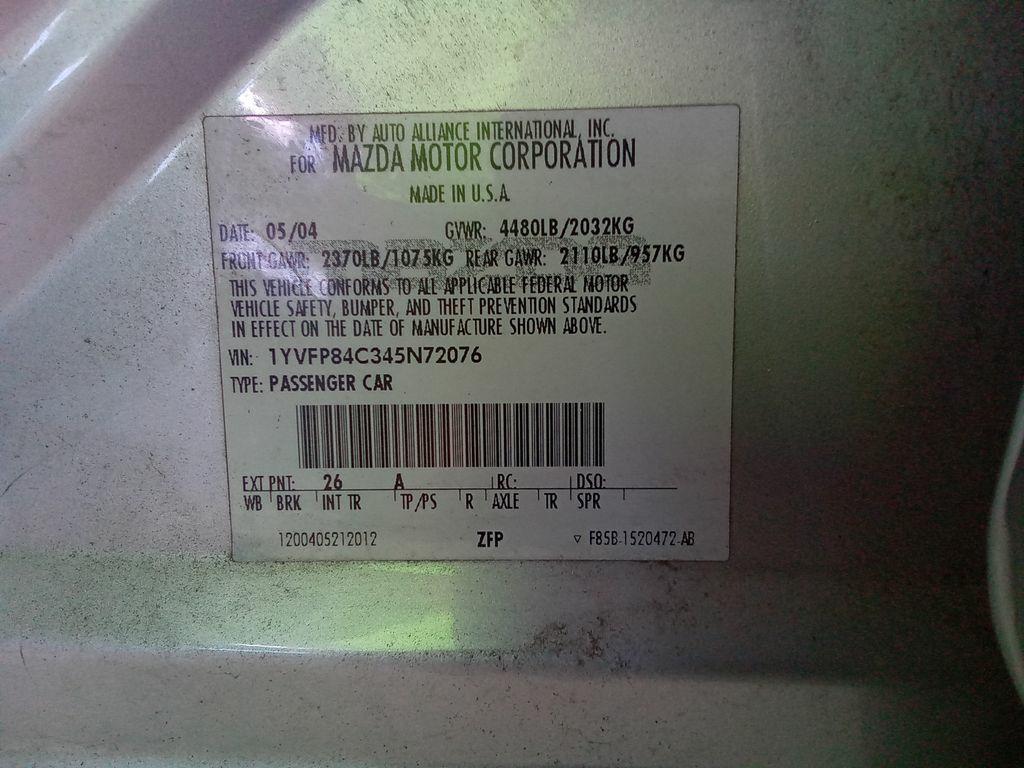 MFD. BY AUTO ALLIANCE INTERNATIONAL, INC.
FOR MAZDA MOTOR CORPORATION
MADE IN U.S.A.
DATE: 05/04 GVWR: 4480LB/2032KG
FRONT GAWR: 2370LB/1075KG REAR GAWR: 2110LB/957KG
THIS VEHICLE CONFORMS TO ALL APPLICABLE FEDERAL MOTOR
VEHICLE SAFETY, BUMPER, AND THEFT PREVENTION STANDARDS
IN EFFECT ON THE DATE OF MANUFACTURE SHOWN ABOVE.
VIN: 1YVFP84C345N72076
TYPE: PASSENGER CAR
EXT PNT: 26 A RC: DSO:
WB BRK INT TR TP/PS R AXLE TR SPR
1200405212012 ZFP ▽ F85B-1520472-AB